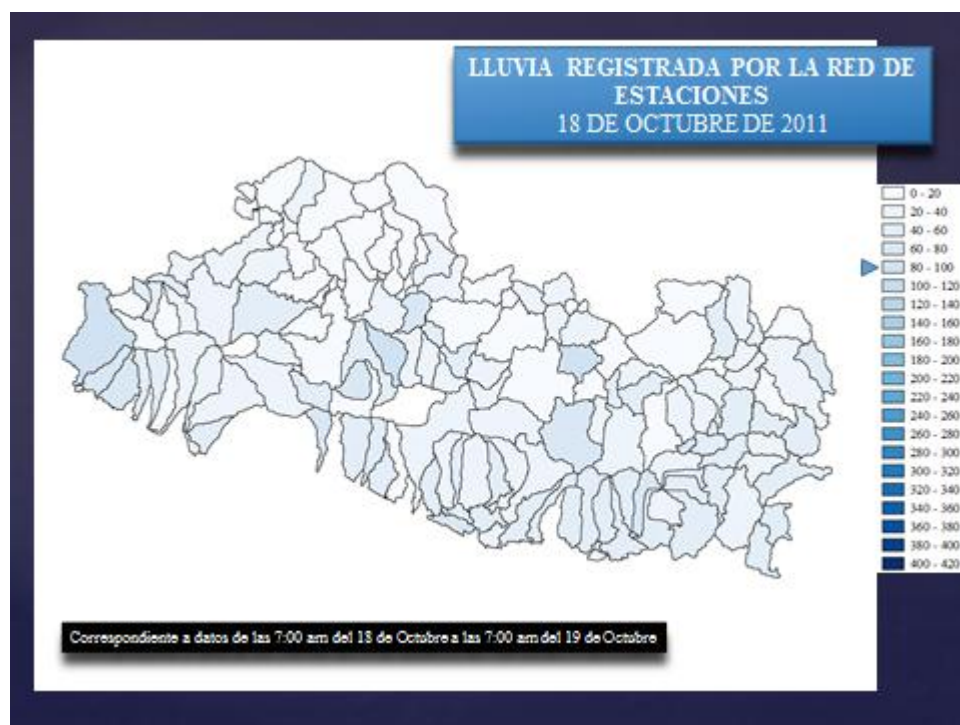 LLUVIA REGISTRADA POR LA RED DE
ESTACIONES
18 DE OCTUBRE DE 2011
0 - 20
20 - 40
40 - 60
60 - 80
80 - 100
100 - 120
120 - 140
140 - 160
160 - 180
180 - 200
200 - 220
220 - 240
240 - 260
260 - 280
280 - 300
300 - 320
320 - 340
340 - 360
360 - 380
380 - 400
400 - 420
Correspondiente a datos de las 7:00 am del 18 de Octubre a las 7:00 am del 19 de Octubre